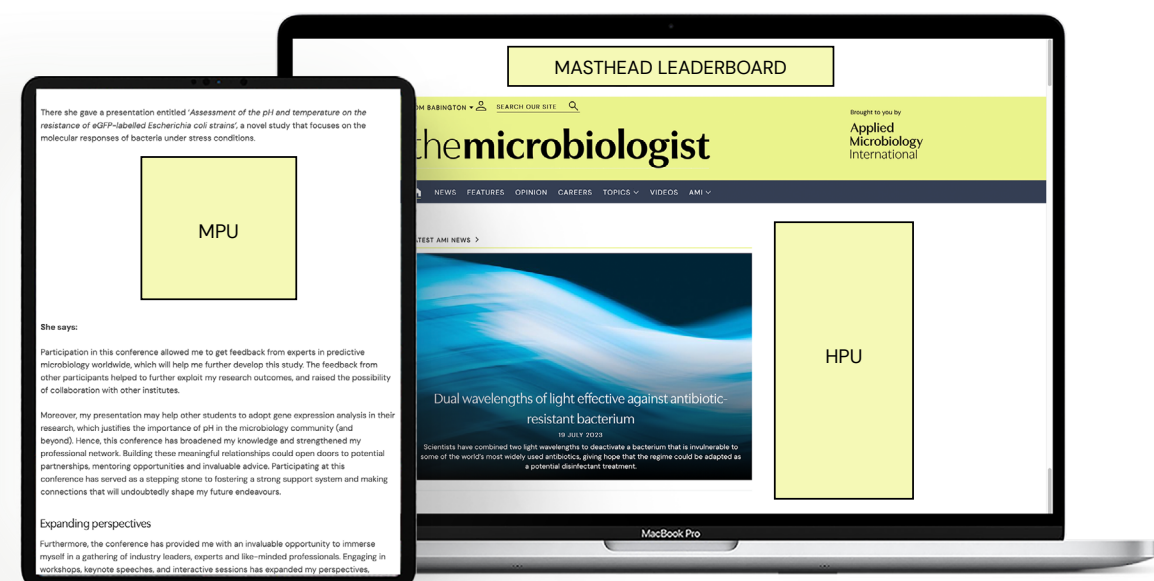 There she gave a presentation entitled ‘Assessment of the pH and temperature on the
resistance of eGFP-labelled Escherichia coli strains’, a novel study that focuses on the
molecular responses of bacteria under stress conditions.
MPU
She says:
Participation in this conference allowed me to get feedback from experts in predictive
microbiology worldwide, which will help me further develop this study. The feedback from
other participants helped to further exploit my research outcomes, and raised the possibility
of collaboration with other institutes.
Moreover, my presentation may help other students to adopt gene expression analysis in their
research, which justifies the importance of pH in the microbiology community (and
beyond). Hence, this conference has broadened my knowledge and strengthened my
professional network. Building these meaningful relationships could open doors to potential
partnerships, mentoring opportunities and invaluable advice. Participating at this
conference has served as a stepping stone to fostering a strong support system and making
connections that will undoubtedly shape my future endeavours.
Expanding perspectives
Furthermore, the conference has provided me with an invaluable opportunity to immerse
myself in a gathering of industry leaders, experts and like-minded professionals. Engaging in
workshops, keynote speeches, and interactive sessions has expanded my perspectives,
MASTHEAD LEADERBOARD
OM BABINGTON SEARCH OUR SITE
Brought to you by
Applied
Microbiology
International
themicrobiologist
NEWS FEATURES OPINION CAREERS TOPICS VIDEOS AMI
ATEST AMI NEWS >
Dual wavelengths of light effective against antibiotic-
resistant bacterium
19 JULY 2023
Scientists have combined two light wavelengths to deactivate a bacterium that is invulnerable to
some of the world's most widely used antibiotics, giving hope that the regime could be adapted as
a potential disinfectant treatment.
HPU
MacBook Pro